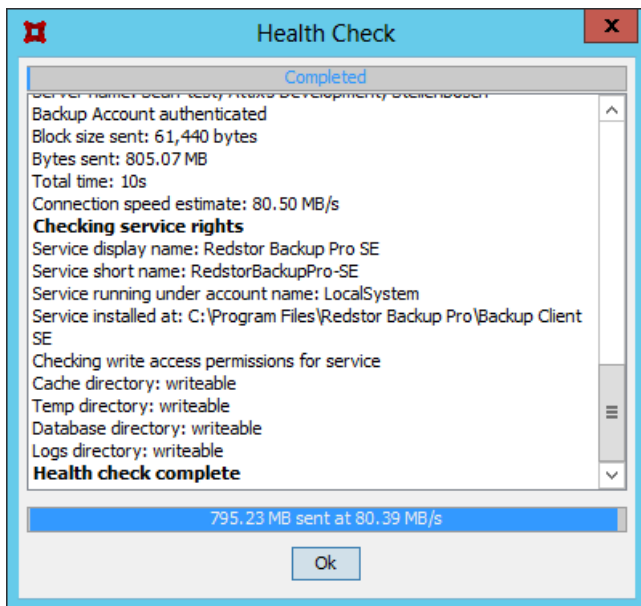 Health Check
x
Completed
Backup Account authenticated
Block size sent: 61,440 bytes
Bytes sent: 805.07 MB
Total time: 10s
Connection speed estimate: 80.50 MB/s
Checking service rights
Service display name: Redstor Backup Pro SE
Service short name: RedstorBackupPro-SE
Service running under account name: LocalSystem
Service installed at: C:\Program Files\Redstor Backup Pro\Backup Client
SE
Checking write access permissions for service
Cache directory: writeable
Temp directory: writeable
Database directory: writeable
Logs directory: writeable
Health check complete
795.23 MB sent at 80.39 MB/s
Ok